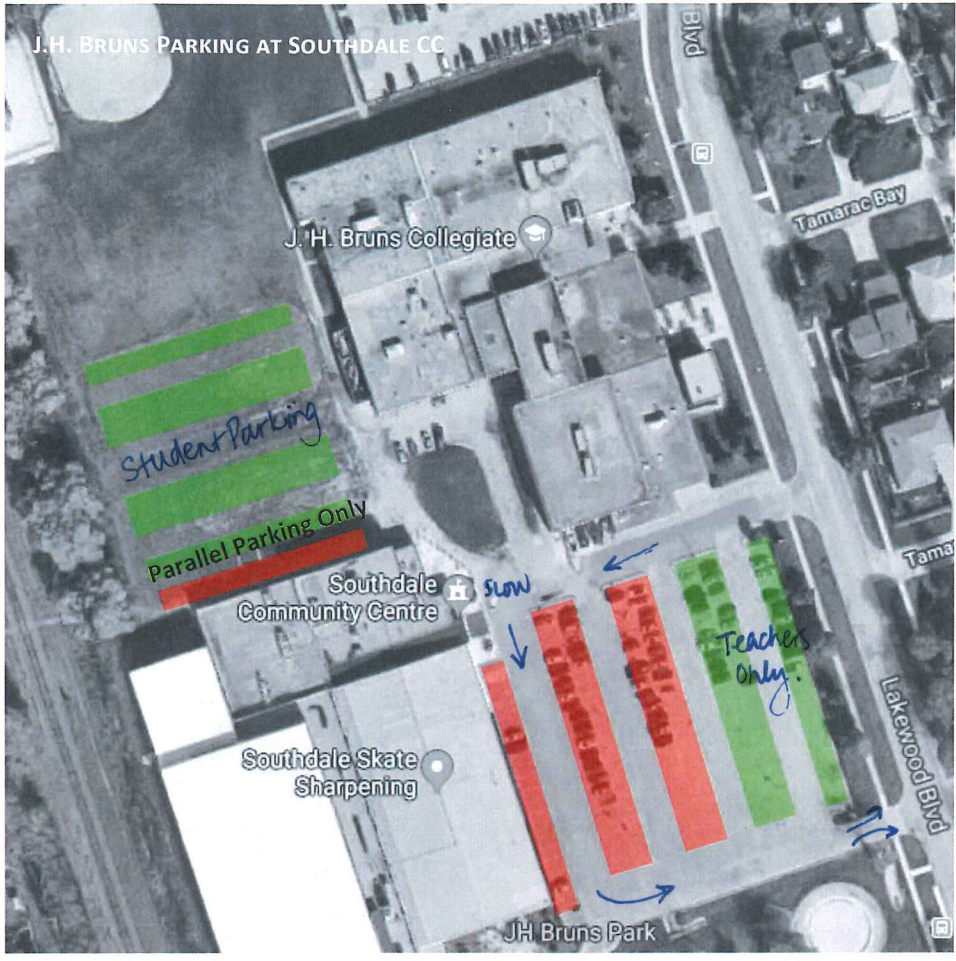 J.H. BRUNS PARKING AT SOUTHDALE CC
Blvd
Tamarac Bay
J. H. Bruns Collegiate
Student Parking
Parallel Parking Only
Southdale
Community Centre
SLOW
Tama
Teachers
Only.
Lakewood Blvd
Southdale Skate
Sharpening
JH Bruns Park